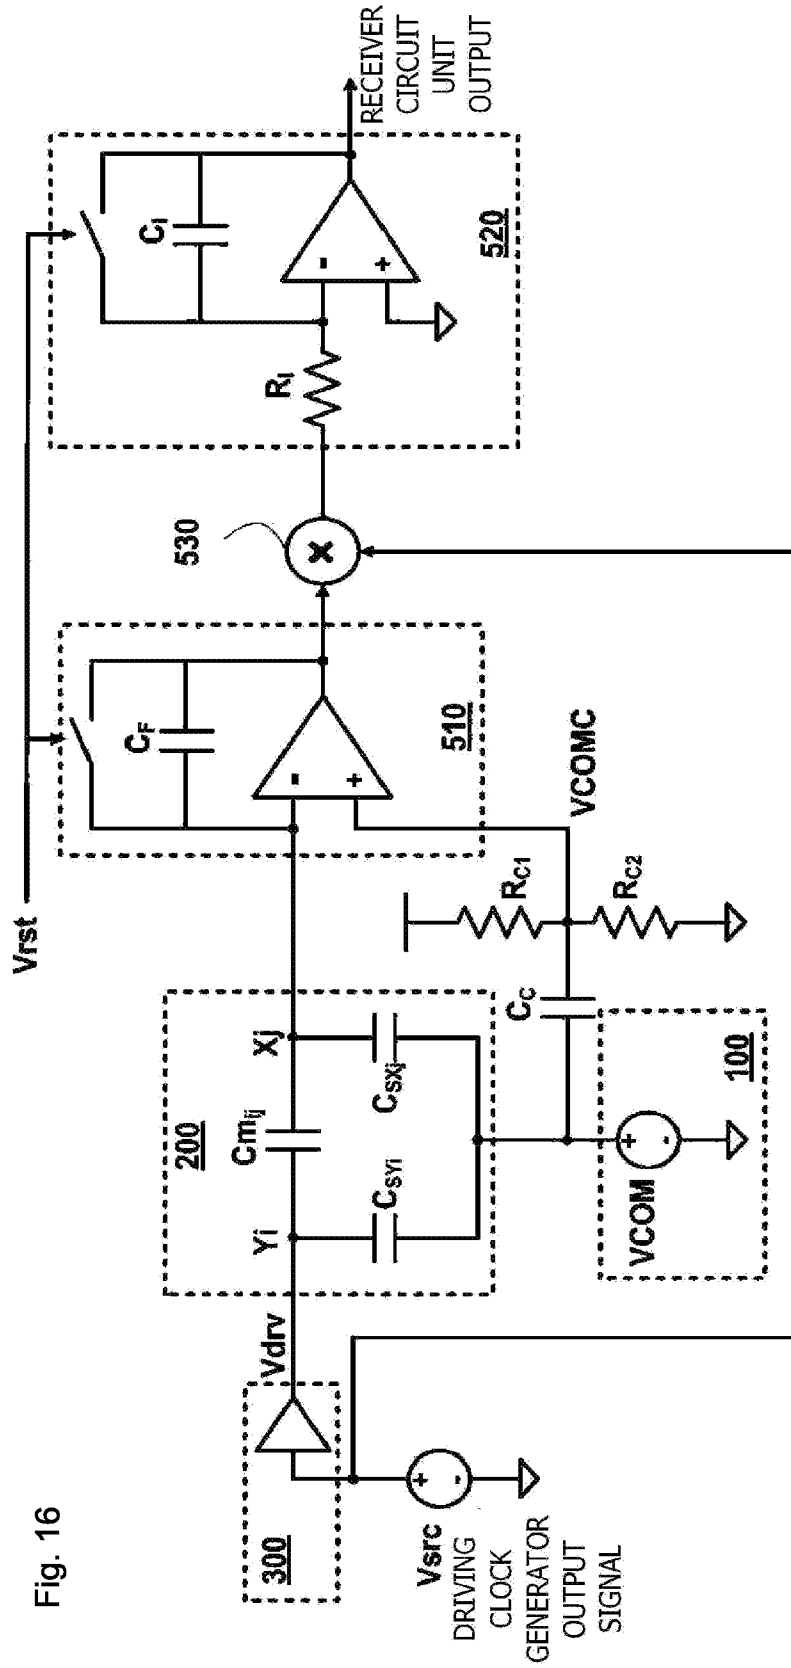 Fig. 16
Vrst
300
Vdrv
Vsrc
DRIVING
CLOCK
GENERATOR
OUTPUT
SIGNAL
200
Yi
Cmij
Xj
CSYi
CSXj
VCOM
+
-
100
CC
RC1
RC2
VCOMC
CF
-
+
510
530
X
RI
CI
-
+
520
+
-
RECEIVER
CIRCUIT
UNIT
OUTPUT